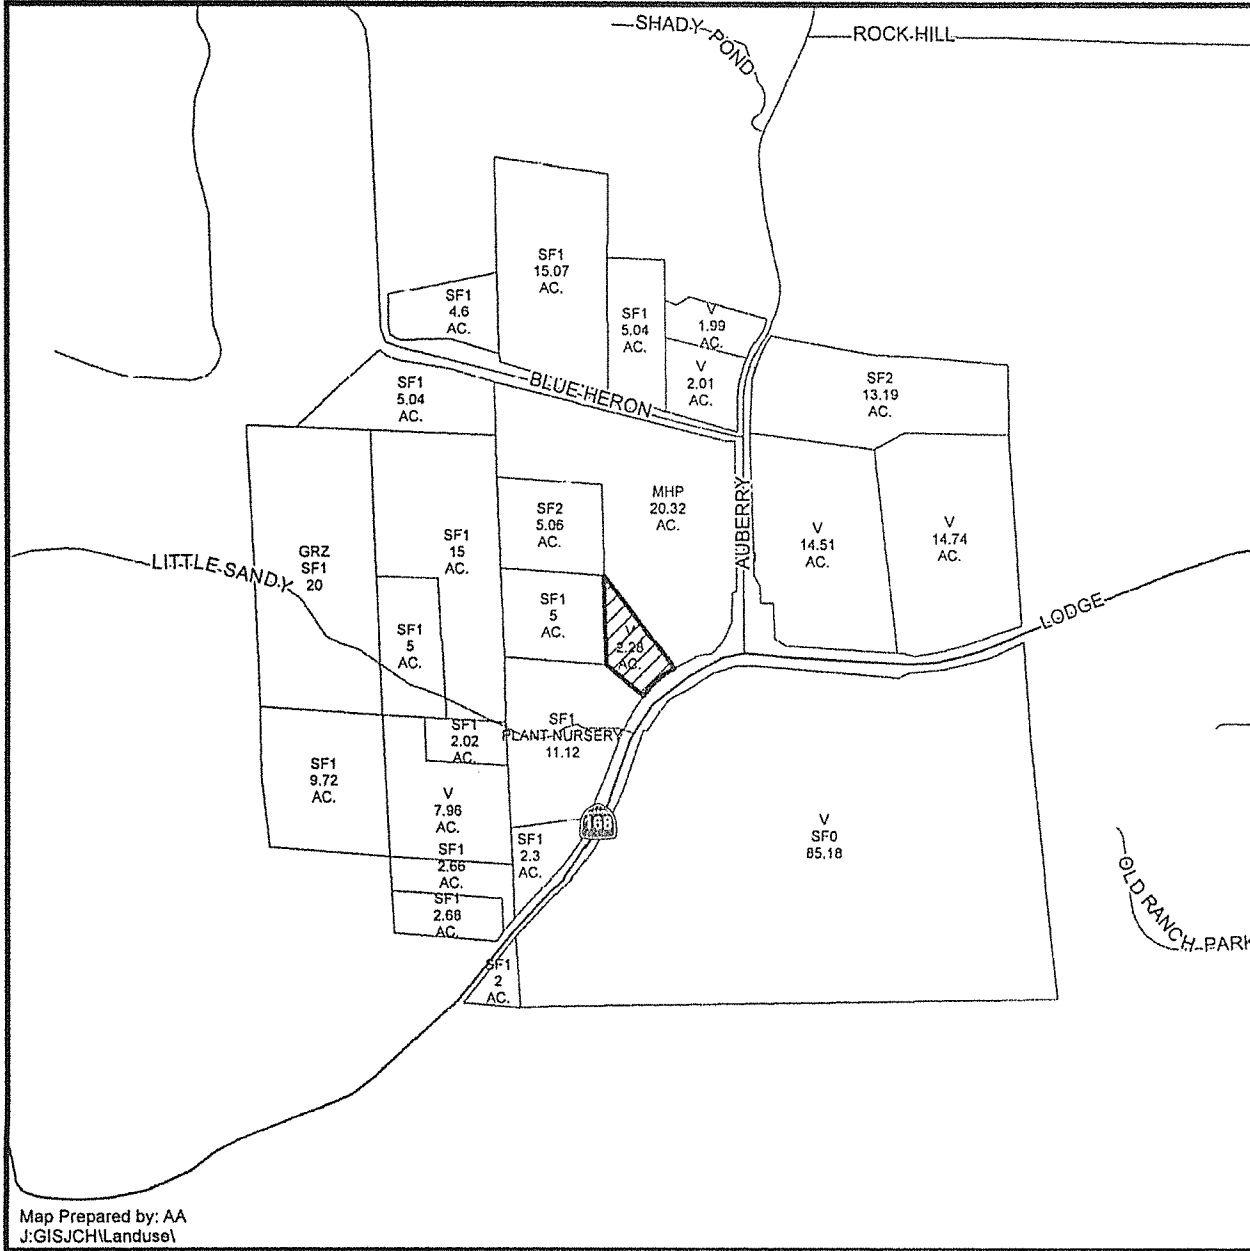 SHADY POND
ROCK HILL
SF1
15.07
AC.
SF1
4.6
AC.
SF1
5.04
AC.
V
1.99
AC.
V
2.01
AC.
SF2
13.19
AC.
BLUE HERON
SF1
5.04
AC.
MHP
20.32
AC.
AUBERRY
SF2
5.06
AC.
V
14.51
AC.
V
14.74
AC.
GRZ
SF1
20
SF1
15
AC.
LITTLE SANDY
SF1
5
AC.
SF1
5
AC.
V
2.28
AC.
LODGE
SF1
2.02
AC.
SF1
PLANT NURSERY
11.12
SF1
9.72
AC.
V
7.96
AC.
168
SF1
2.3
AC.
V
SF0
85.18
SF1
2.66
AC.
SF1
2.68
AC.
OLD RANCH PARK
SF1
2
AC.
Map Prepared by: AA
J:GISJCH\Landuse\